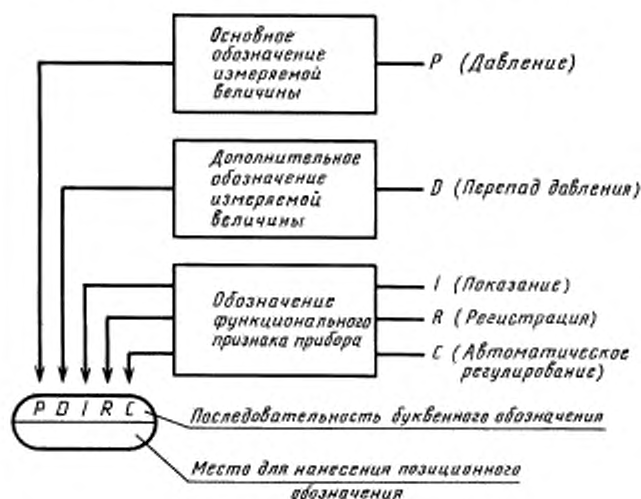 Основное
обозначение
измеряемой
величины
P (Давление)
Дополнительное
обозначение
измеряемой
величины
D (Перепад давления)
Обозначение
функционального
признака прибора
I (Показание)
R (Регистрация)
C (Автоматическое
регулирование)
P D I R C
Последовательность буквенного обозначения
Место для нанесения позиционного
обозначения